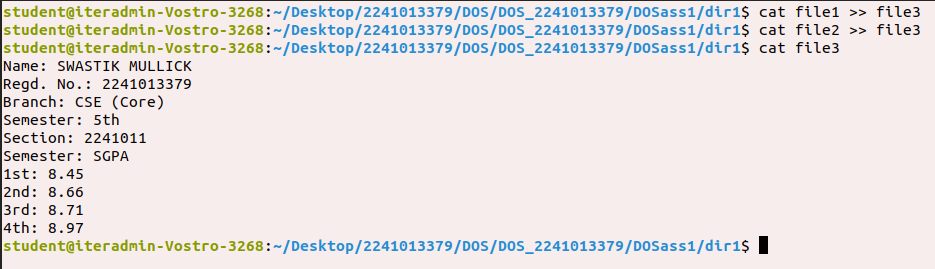 student@iteradmin-Vostro-3268:~/Desktop/2241013379/DOS/DOS_2241013379/DOSass1/dir1$ cat file1 >> file3
student@iteradmin-Vostro-3268:~/Desktop/2241013379/DOS/DOS_2241013379/DOSass1/dir1$ cat file2 >> file3
student@iteradmin-Vostro-3268:~/Desktop/2241013379/DOS/DOS_2241013379/DOSass1/dir1$ cat file3
Name: SWASTIK MULLICK
Regd. No.: 2241013379
Branch: CSE (Core)
Semester: 5th
Section: 2241011
Semester: SGPA
1st: 8.45
2nd: 8.66
3rd: 8.71
4th: 8.97
student@iteradmin-Vostro-3268:~/Desktop/2241013379/DOS/DOS_2241013379/DOSass1/dir1$